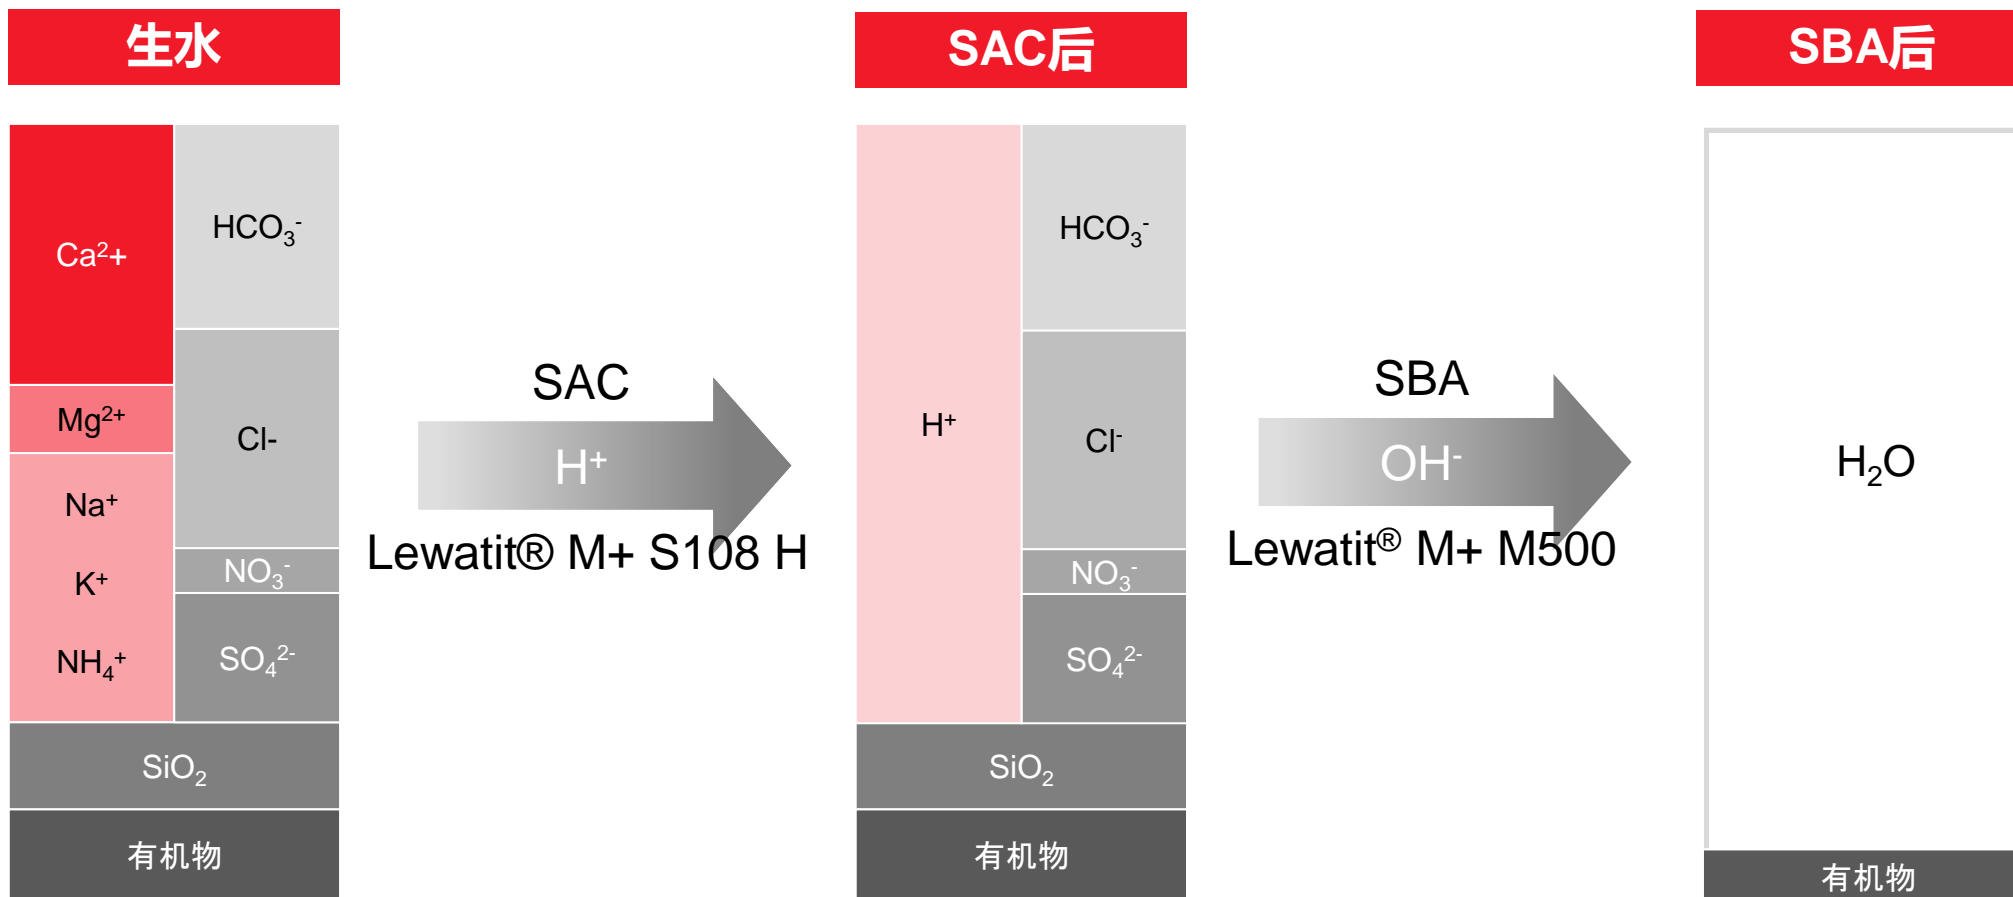 生水
Ca²+
Mg²⁺
Na⁺
K⁺
NH₄⁺
HCO₃⁻
Cl-
NO₃⁻
SO₄²⁻
SiO₂
有机物
SAC
H⁺
Lewatit® M+ S108 H
SAC后
H⁺
HCO₃⁻
Cl⁻
NO₃⁻
SO₄²⁻
SiO₂
有机物
SBA
OH⁻
Lewatit® M+ M500
SBA后
H₂O
有机物